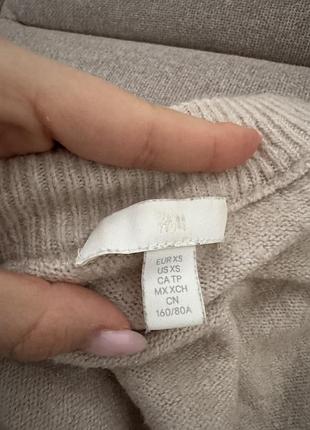 H&M
EUR XS
US XS
CA TP
MX XCH
CN
160/80A